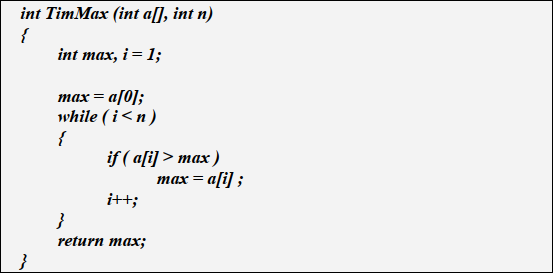 int TimMax (int a[], int n)
{
int max, i = 1;
max = a[0];
while ( i < n )
{
if ( a[i] > max )
max = a[i] ;
i++;
}
return max;
}